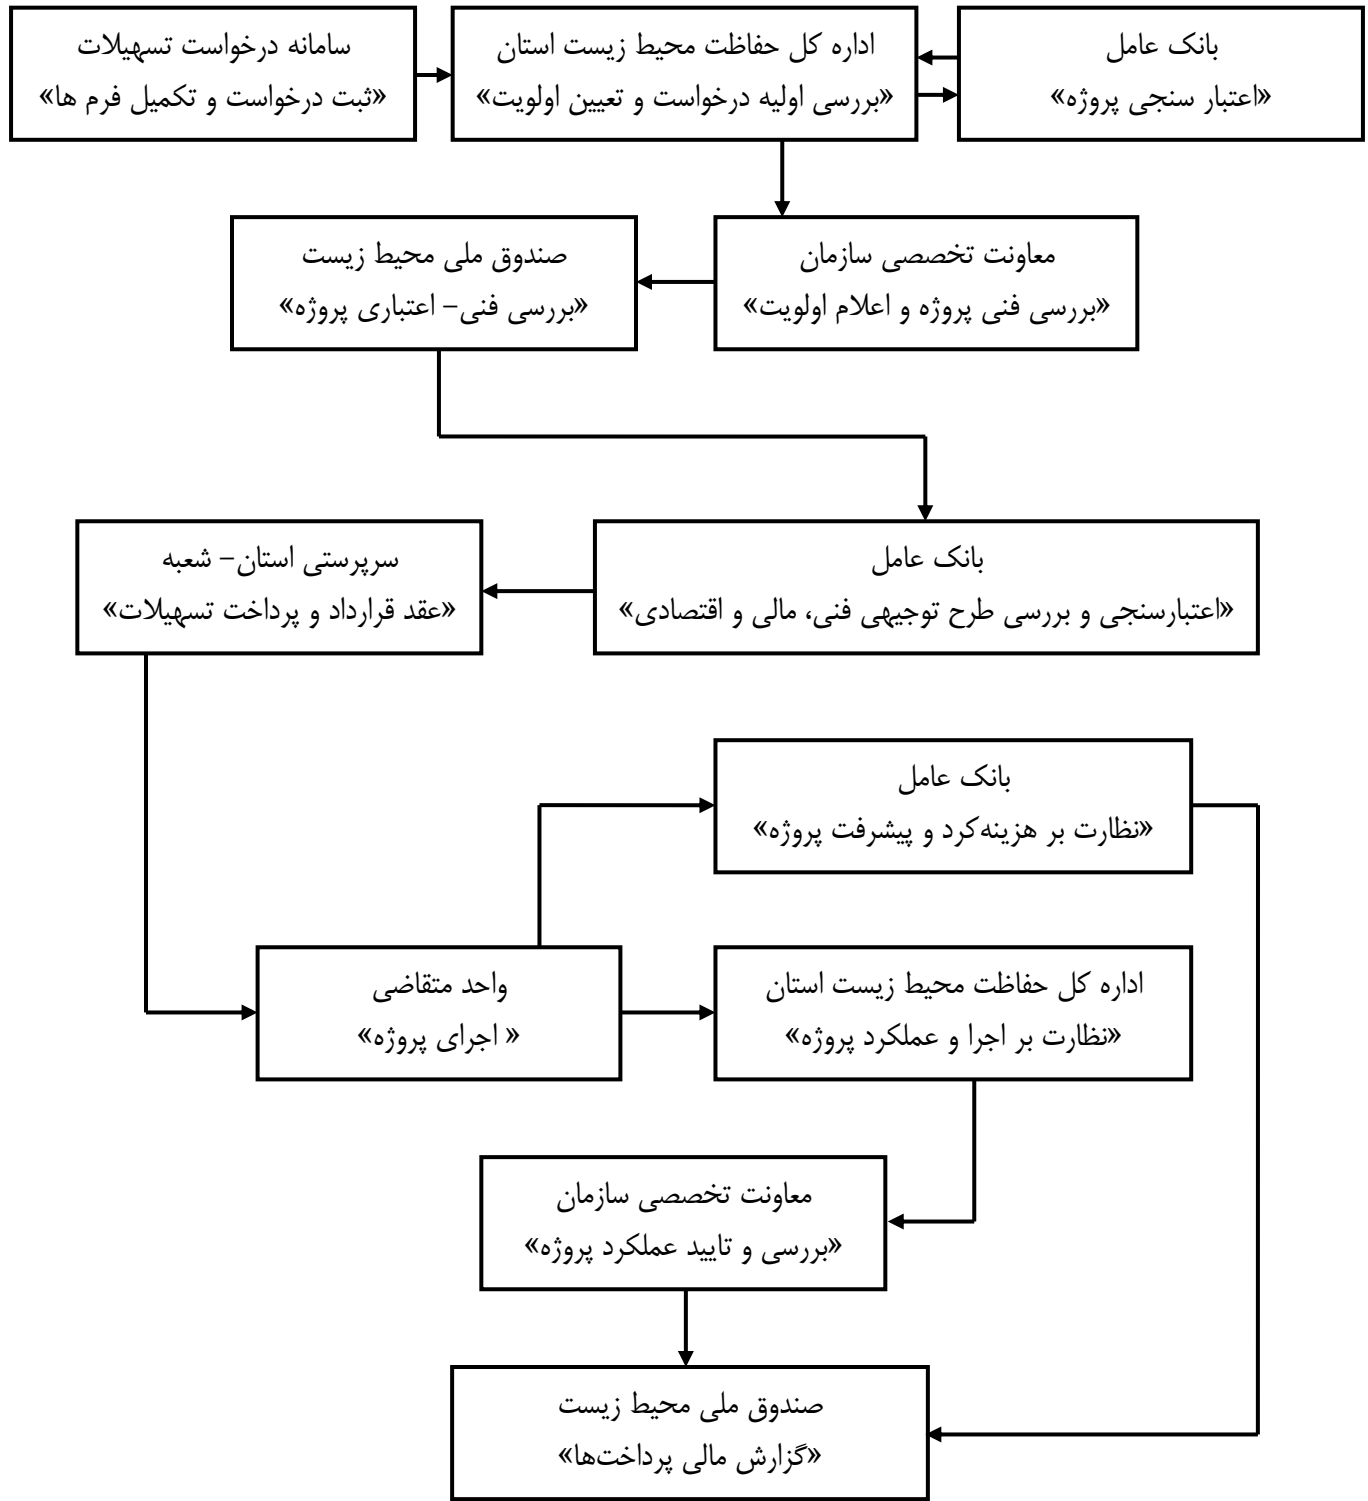 سامانه درخواست تسهیلات
«ثبت درخواست و تکمیل فرم ها»
اداره کل حفاظت محیط زیست استان
«بررسی اولیه درخواست و تعیین اولویت»
بانک عامل
«اعتبار سنجی پروژه»
معاونت تخصصی سازمان
«بررسی فنی پروژه و اعلام اولویت»
صندوق ملی محیط زیست
«بررسی فنی– اعتباری پروژه»
بانک عامل
«اعتبارسنجی و بررسی طرح توجیهی فنی، مالی و اقتصادی»
سرپرستی استان– شعبه
«عقد قرارداد و پرداخت تسهیلات»
بانک عامل
«نظارت بر هزینه‌کرد و پیشرفت پروژه»
واحد متقاضی
« اجرای پروژه»
اداره کل حفاظت محیط زیست استان
«نظارت بر اجرا و عملکرد پروژه»
معاونت تخصصی سازمان
«بررسی و تایید عملکرد پروژه»
صندوق ملی محیط زیست
«گزارش مالی پرداخت‌ها»